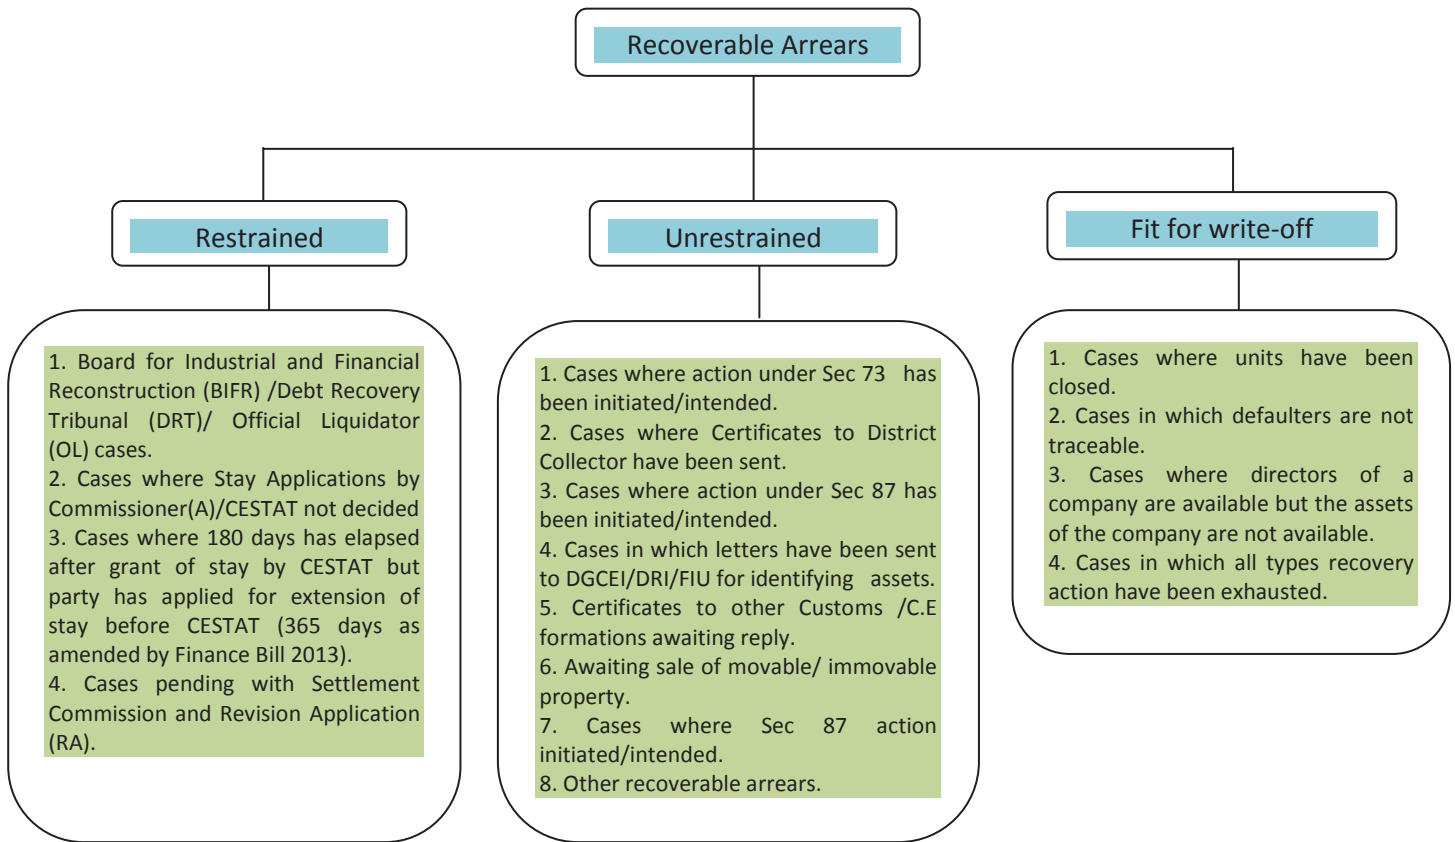 Recoverable Arrears
Restrained
Unrestrained
Fit for write-off
1. Board for Industrial and Financial
Reconstruction (BIFR) /Debt Recovery
Tribunal (DRT)/ Official Liquidator
(OL) cases.
2. Cases where Stay Applications by
Commissioner(A)/CESTAT not decided
3. Cases where 180 days has elapsed
after grant of stay by CESTAT but
party has applied for extension of
stay before CESTAT (365 days as
amended by Finance Bill 2013).
4. Cases pending with Settlement
Commission and Revision Application
(RA).
1. Cases where action under Sec 73 has
been initiated/intended.
2. Cases where Certificates to District
Collector have been sent.
3. Cases where action under Sec 87 has
been initiated/intended.
4. Cases in which letters have been sent
to DGCEI/DRI/FIU for identifying assets.
5. Certificates to other Customs /C.E
formations awaiting reply.
6. Awaiting sale of movable/ immovable
property.
7. Cases where Sec 87 action
initiated/intended.
8. Other recoverable arrears.
1. Cases where units have been
closed.
2. Cases in which defaulters are not
traceable.
3. Cases where directors of a
company are available but the assets
of the company are not available.
4. Cases in which all types recovery
action have been exhausted.